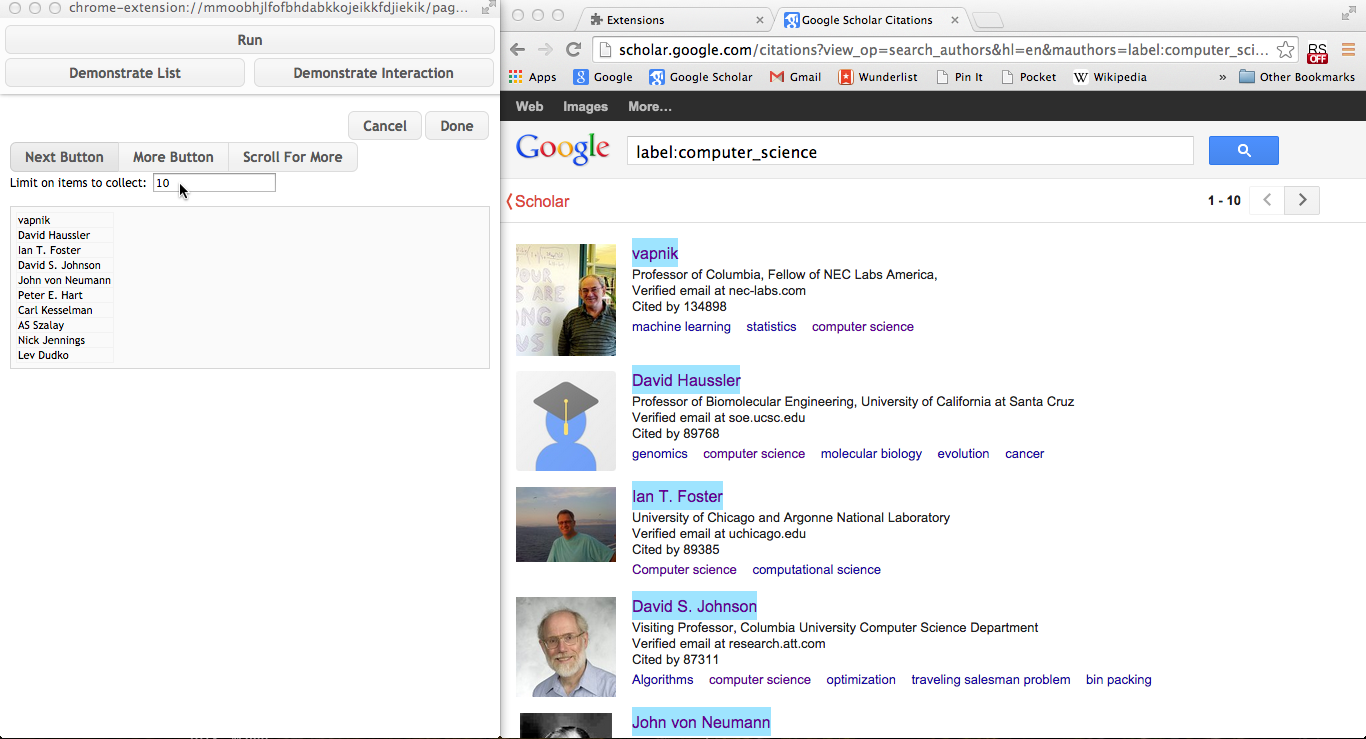 chrome-extension://mmoobhjlfofbhdabkkojeikkfdjiekik/pag...
Run
Demonstrate List
Demonstrate Interaction
Cancel
Done
Next Button
More Button
Scroll For More
Limit on items to collect: 10
vapnik
David Haussler
Ian T. Foster
David S. Johnson
John von Neumann
Peter E. Hart
Carl Kesselman
AS Szalay
Nick Jennings
Lev Dudko
Extensions
Google Scholar Citations
scholar.google.com/citations?view_op=search_authors&hl=en&mauthors=label:computer_sci...
RS OFF
Apps Google Google Scholar Gmail Wunderlist Pin It Pocket Wikipedia » Other Bookmarks
Web Images More...
Google
label:computer_science
Scholar
1 - 10
vapnik
Professor of Columbia, Fellow of NEC Labs America,
Verified email at nec-labs.com
Cited by 134898
machine learning statistics computer science
David Haussler
Professor of Biomolecular Engineering, University of California at Santa Cruz
Verified email at soe.ucsc.edu
Cited by 89768
genomics computer science molecular biology evolution cancer
Ian T. Foster
University of Chicago and Argonne National Laboratory
Verified email at uchicago.edu
Cited by 89385
Computer science computational science
David S. Johnson
Visiting Professor, Columbia University Computer Science Department
Verified email at research.att.com
Cited by 87311
Algorithms computer science optimization traveling salesman problem bin packing
John von Neumann